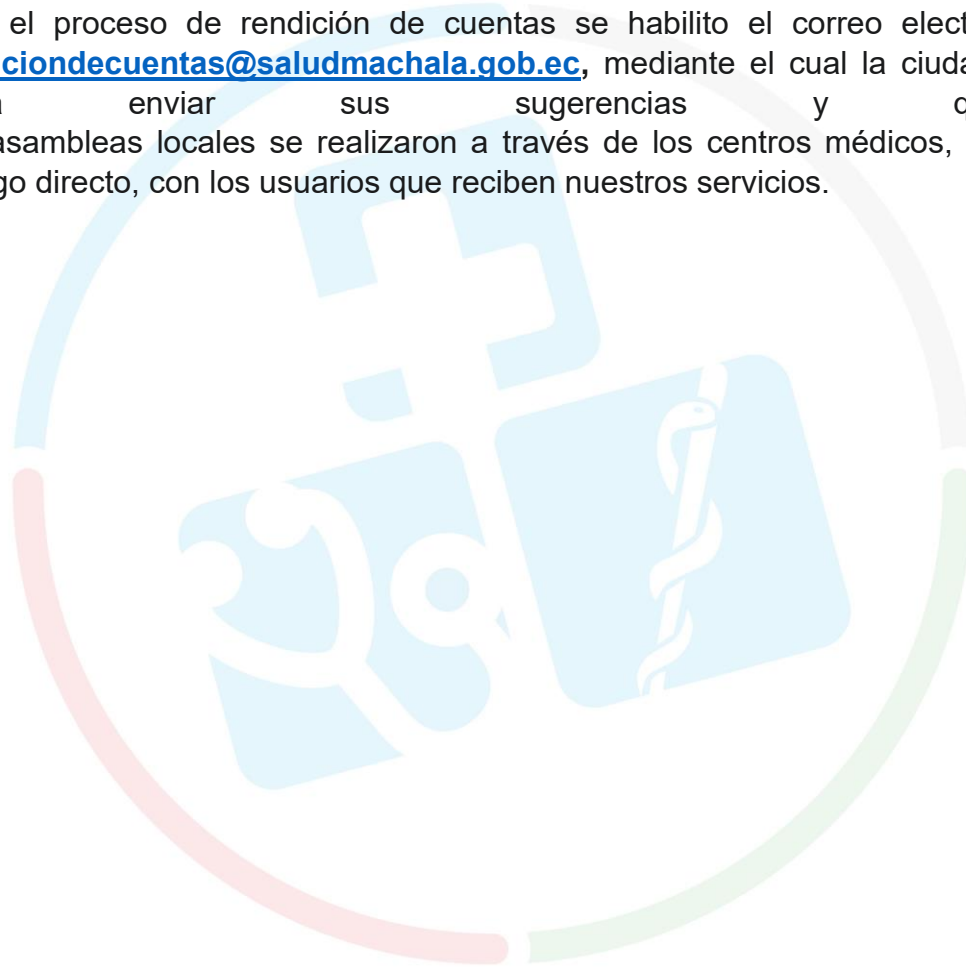 el proceso de rendición de cuentas se habilito el correo elect
ciondecuentas@saludmachala.gob.ec, mediante el cual la ciuda
enviar sus sugerencias y
asambleas locales se realizaron a través de los centros médicos,
go directo, con los usuarios que reciben nuestros servicios.